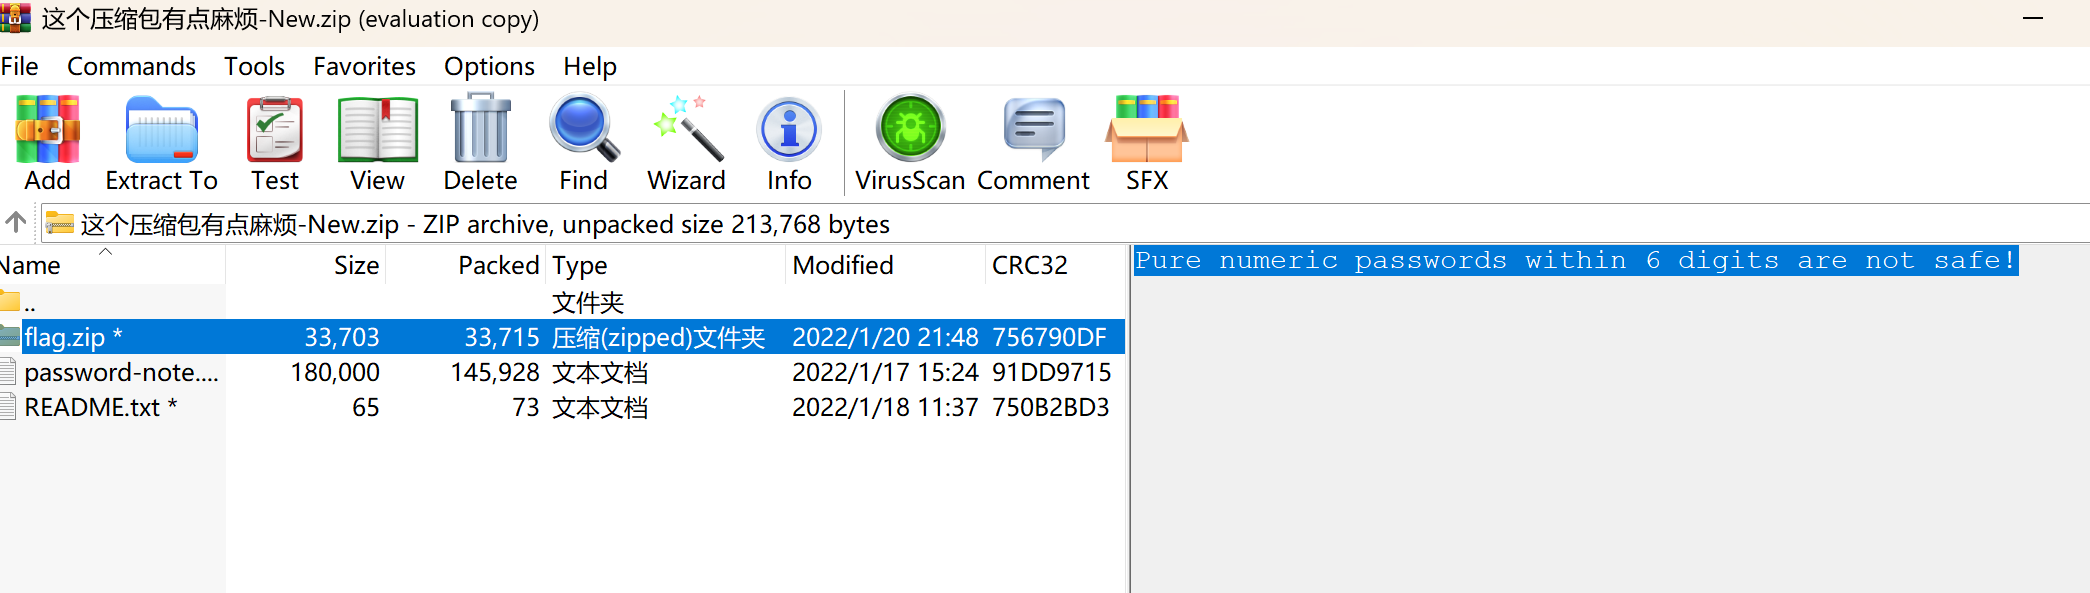 这个压缩包有点麻烦-New.zip (evaluation copy)
File Commands Tools Favorites Options Help
Add Extract To Test View Delete Find Wizard Info VirusScan Comment SFX
这个压缩包有点麻烦-New.zip - ZIP archive, unpacked size 213,768 bytes
Name Size Packed Type Modified CRC32
Pure numeric passwords within 6 digits are not safe!
.. 文件夹
flag.zip * 33,703 33,715 压缩(zipped)文件夹 2022/1/20 21:48 756790DF
password-note.... 180,000 145,928 文本文档 2022/1/17 15:24 91DD9715
README.txt * 65 73 文本文档 2022/1/18 11:37 750B2BD3